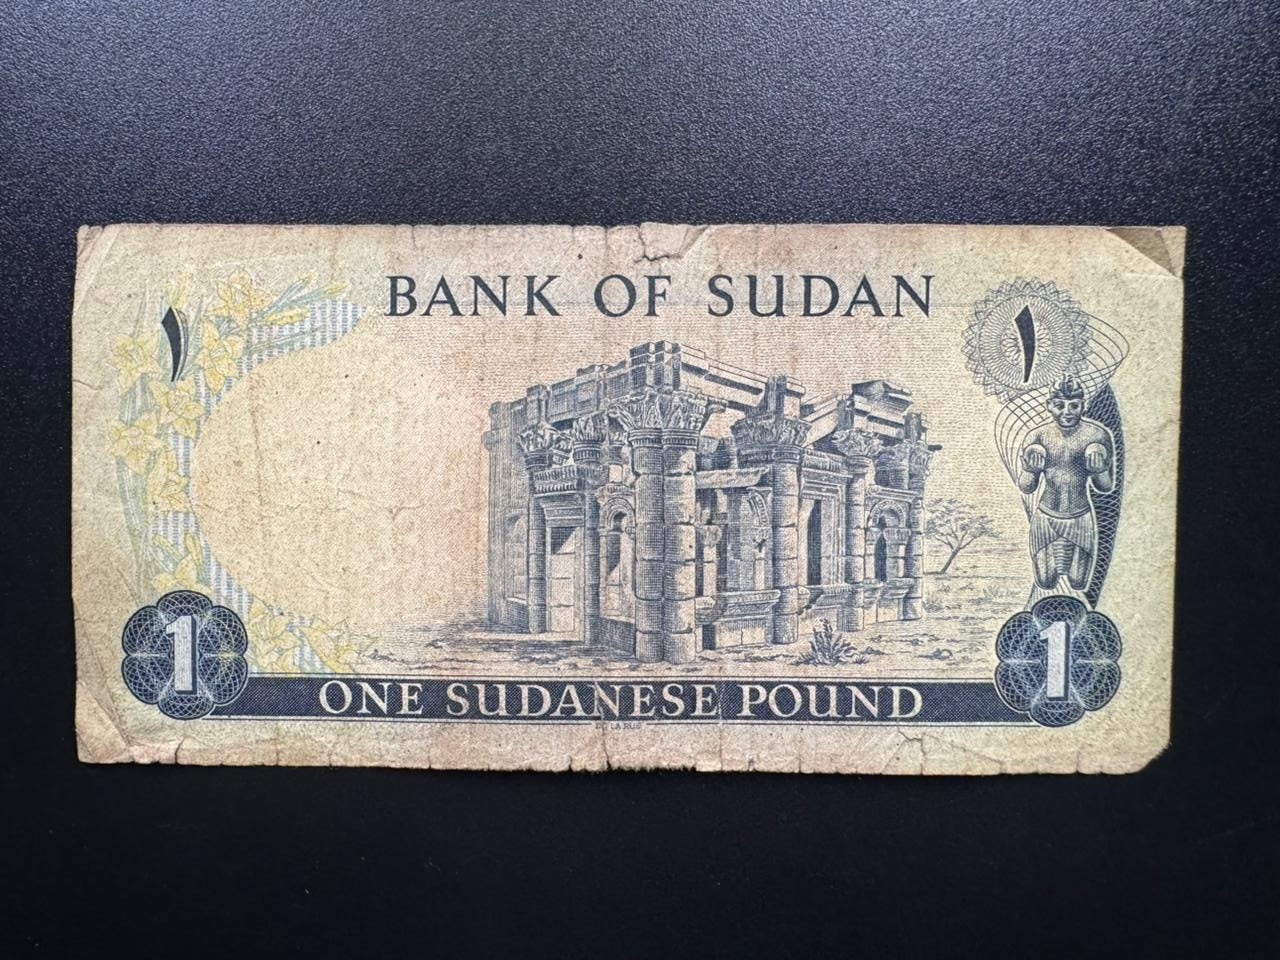 BANK OF SUDAN
١ ١
1 1
ONE SUDANESE POUND